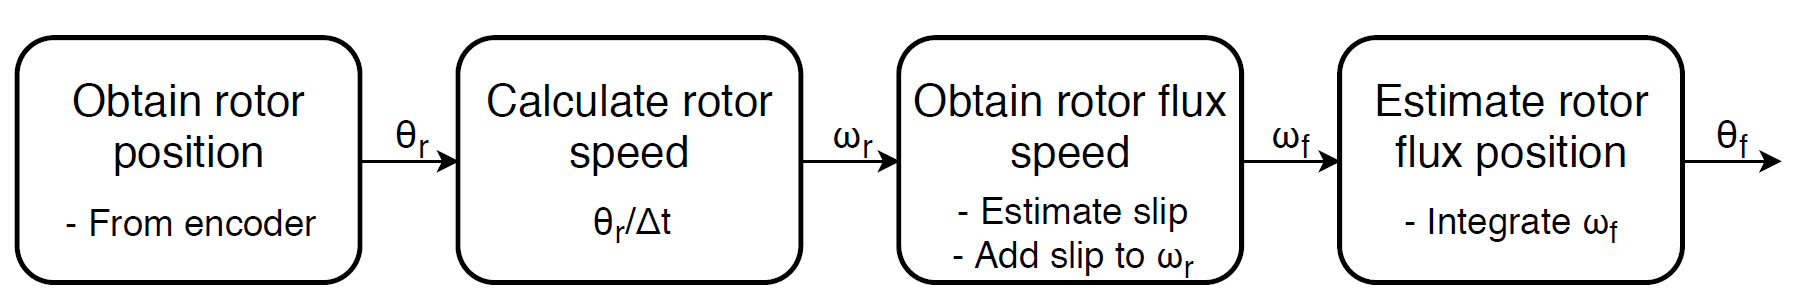 Obtain rotor
position
- From encoder
θr
Calculate rotor
speed
θr/Δt
ωr
Obtain rotor flux
speed
- Estimate slip
- Add slip to ωr
ωf
Estimate rotor
flux position
- Integrate ωf
θf